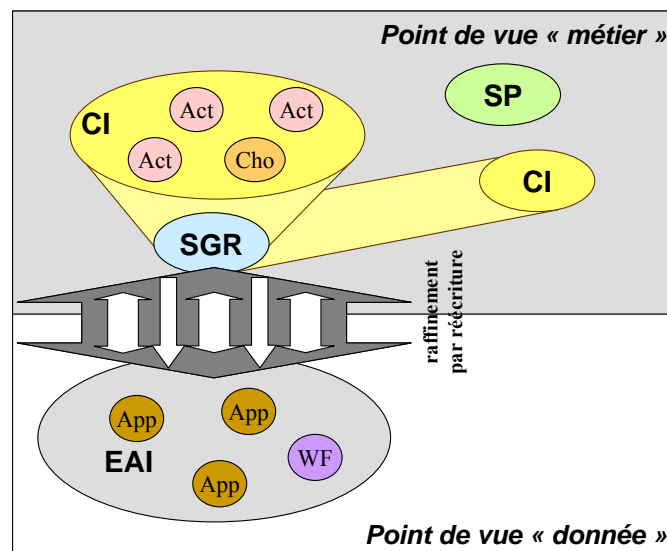 Point de vue « métier »
SP
CI
Act
Act
Act
Cho
CI
SGR
raffinement
par réécriture
App
App
EAI
WF
App
Point de vue « donnée »